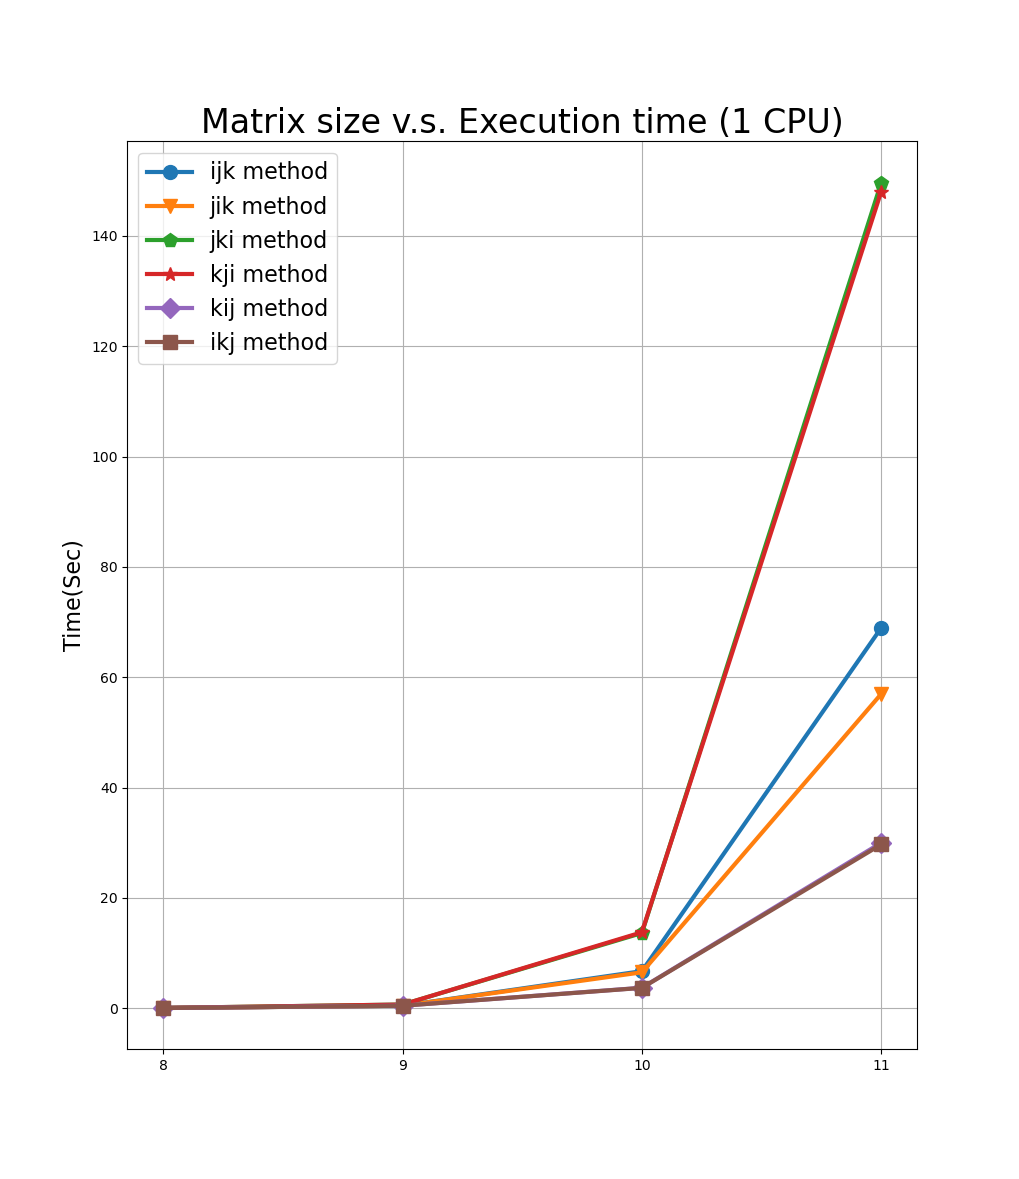 Matrix size v.s. Execution time (1 CPU)
ijk method
jik method
jki method
kji method
kij method
ikj method
140
120
100
80
60
40
20
0
Time(Sec)
8 9 10 11